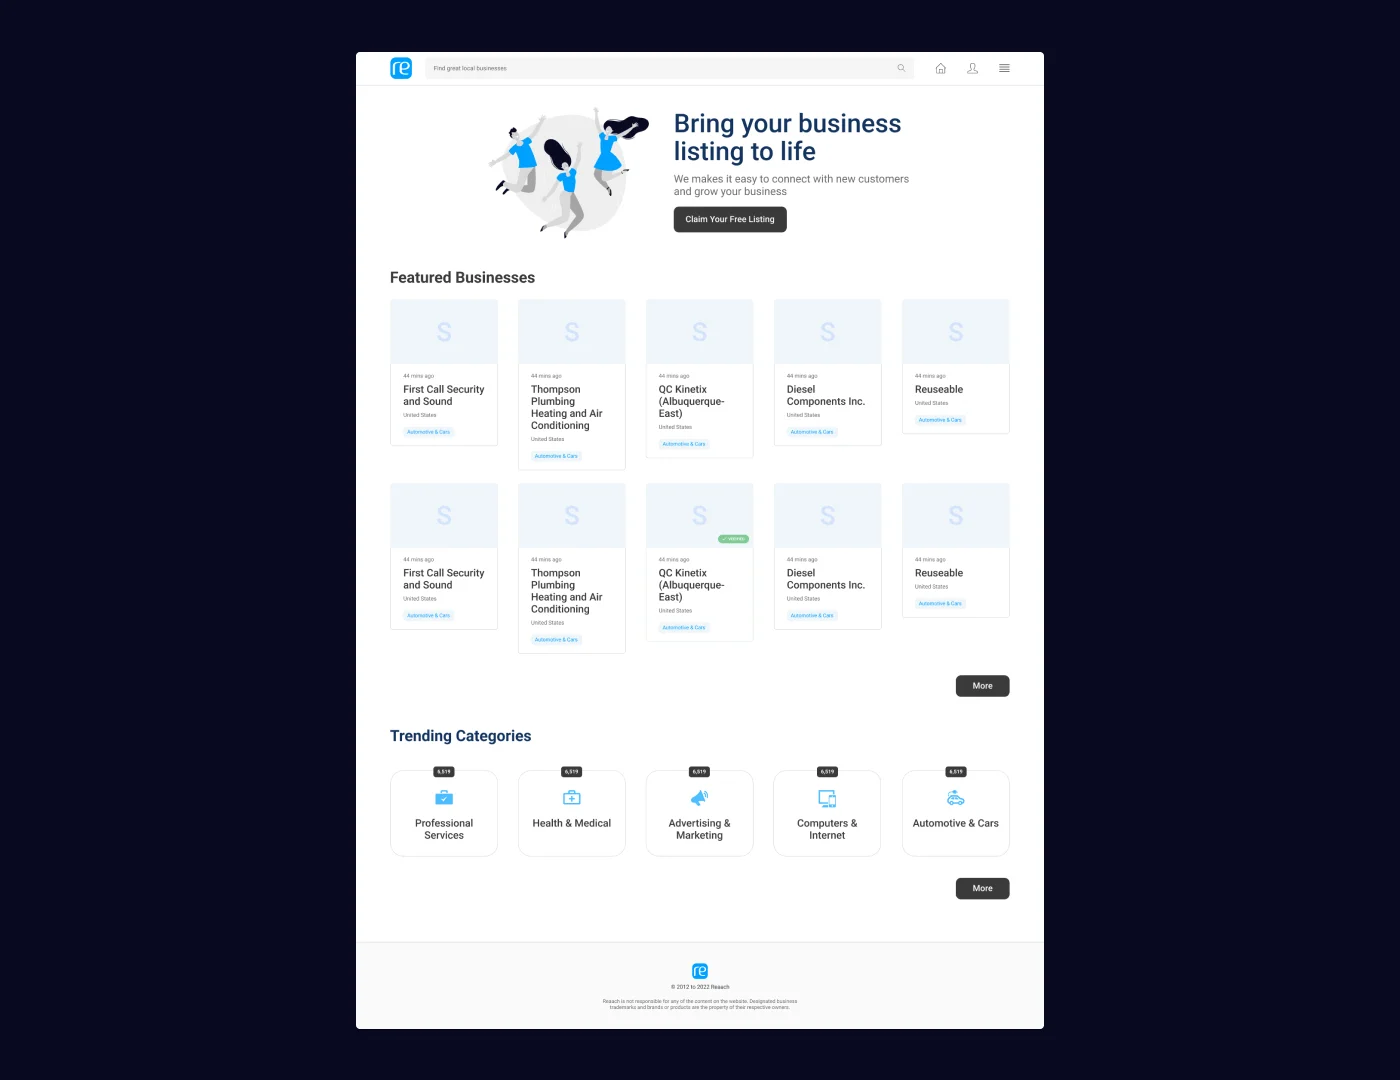 re
Find great local businesses
Bring your business
listing to life
We makes it easy to connect with new customers
and grow your business
Claim Your Free Listing
Featured Businesses
S
44 mins ago
First Call Security
and Sound
United States
Automotive & Cars
S
44 mins ago
Thompson
Plumbing
Heating and Air
Conditioning
United States
Automotive & Cars
S
44 mins ago
QC Kinetix
(Albuquerque-
East)
United States
Automotive & Cars
S
44 mins ago
Diesel
Components Inc.
United States
Automotive & Cars
S
44 mins ago
Reuseable
United States
Automotive & Cars
S
44 mins ago
First Call Security
and Sound
United States
Automotive & Cars
S
44 mins ago
Thompson
Plumbing
Heating and Air
Conditioning
United States
Automotive & Cars
S
44 mins ago
QC Kinetix
(Albuquerque-
East)
United States
Automotive & Cars
S
44 mins ago
Diesel
Components Inc.
United States
Automotive & Cars
S
44 mins ago
Reuseable
United States
Automotive & Cars
More
Trending Categories
6,519
Professional
Services
6,519
Health & Medical
6,519
Advertising &
Marketing
6,519
Computers &
Internet
6,519
Automotive & Cars
More
re
© 2012 to 2022 Reaach
Reaach is not responsible for any of the content on the website. Designated business
trademarks and brands or products are the property of their respective owners.